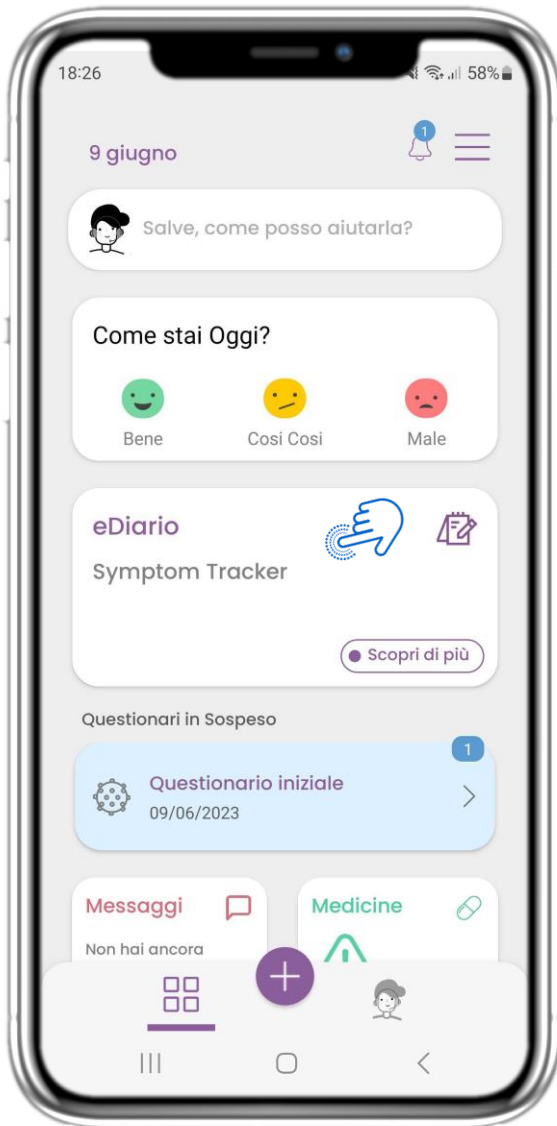 18:26
58%
9 giugno
1
Salve, come posso aiutarla?
Come stai Oggi?
Bene
Cosi Cosi
Male
eDiario
Symptom Tracker
Scopri di più
Questionari in Sospeso
1
Questionario iniziale
09/06/2023
Messaggi
Medicine
Non hai ancora